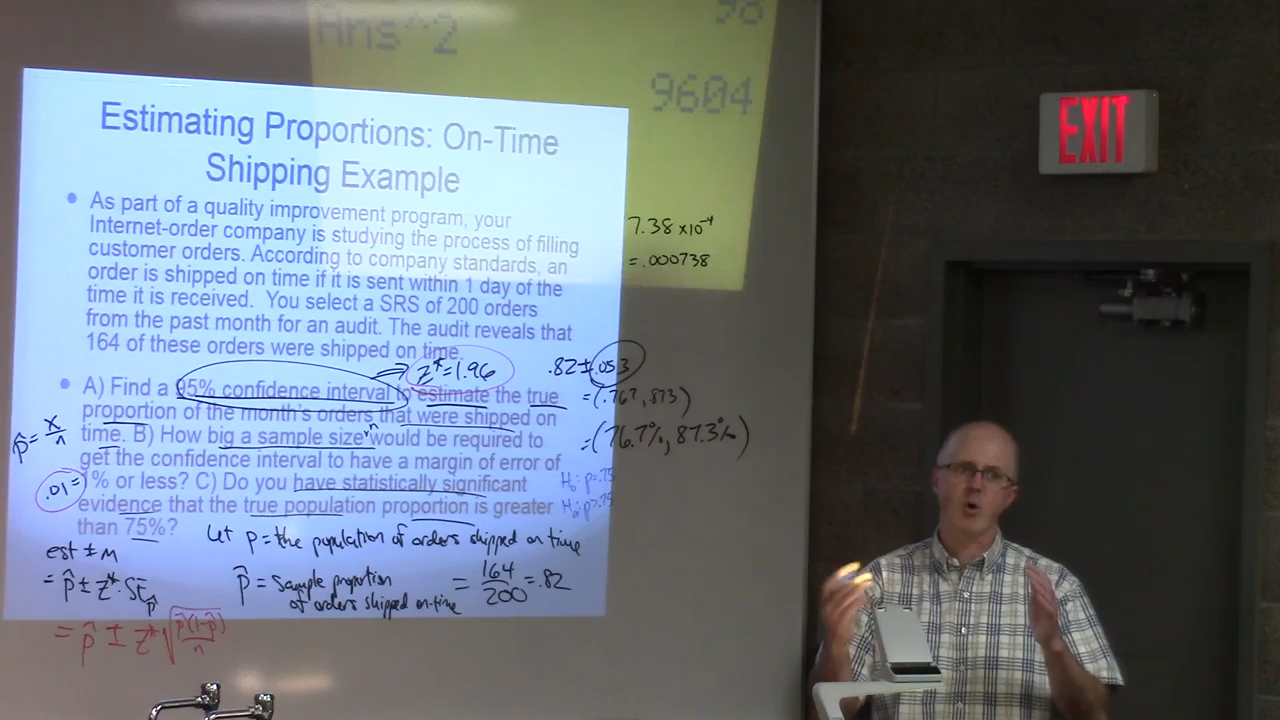 Ans^2
98
9604
EXIT
Estimating Proportions: On-Time
Shipping Example
7.38 x10⁻⁴
=.000738
• As part of a quality improvement program, your
Internet-order company is studying the process of filling
customer orders. According to company standards, an
order is shipped on time if it is sent within 1 day of the
time it is received. You select a SRS of 200 orders
from the past month for an audit. The audit reveals that
164 of these orders were shipped on time.
z*=1.96
.82±.053
=(.767, .873)
=(76.7%, 87.3%)
• A) Find a 95% confidence interval to estimate the true
proportion of the month's orders that were shipped on
time. B) How big a sample size "n" would be required to
get the confidence interval to have a margin of error of
1% or less? C) Do you have statistically significant
evidence that the true population proportion is greater
than 75%?
p̂=x/n
.01=
H₀: p=.75
Hₐ: p>.75
Let p=the population of orders shipped on time
est ± m
=p̂ ± z*·SE_p̂
p̂ = sample proportion
of orders shipped on-time
= 164/200 =.82
= p̂ ± z*√(p̂(1-p̂)/n)